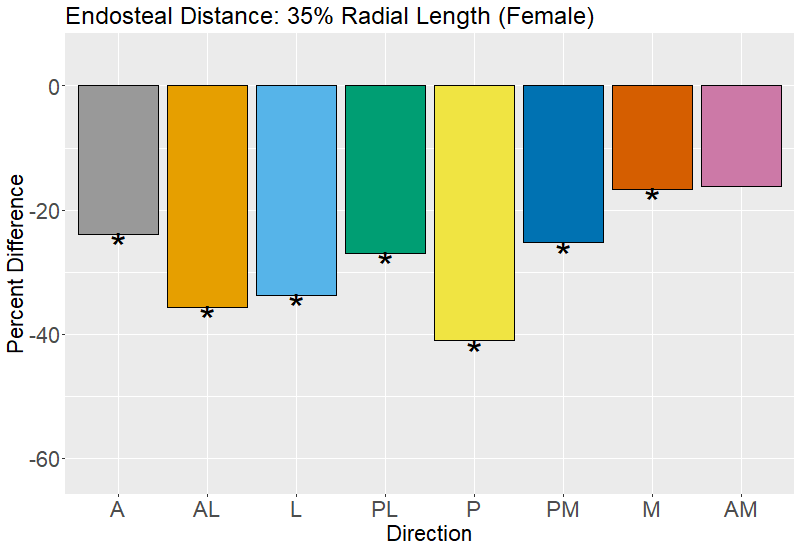 Endosteal Distance: 35% Radial Length (Female)
Percent Difference
0
-20
-40
-60
* * * * * * *
A AL L PL P PM M AM
Direction